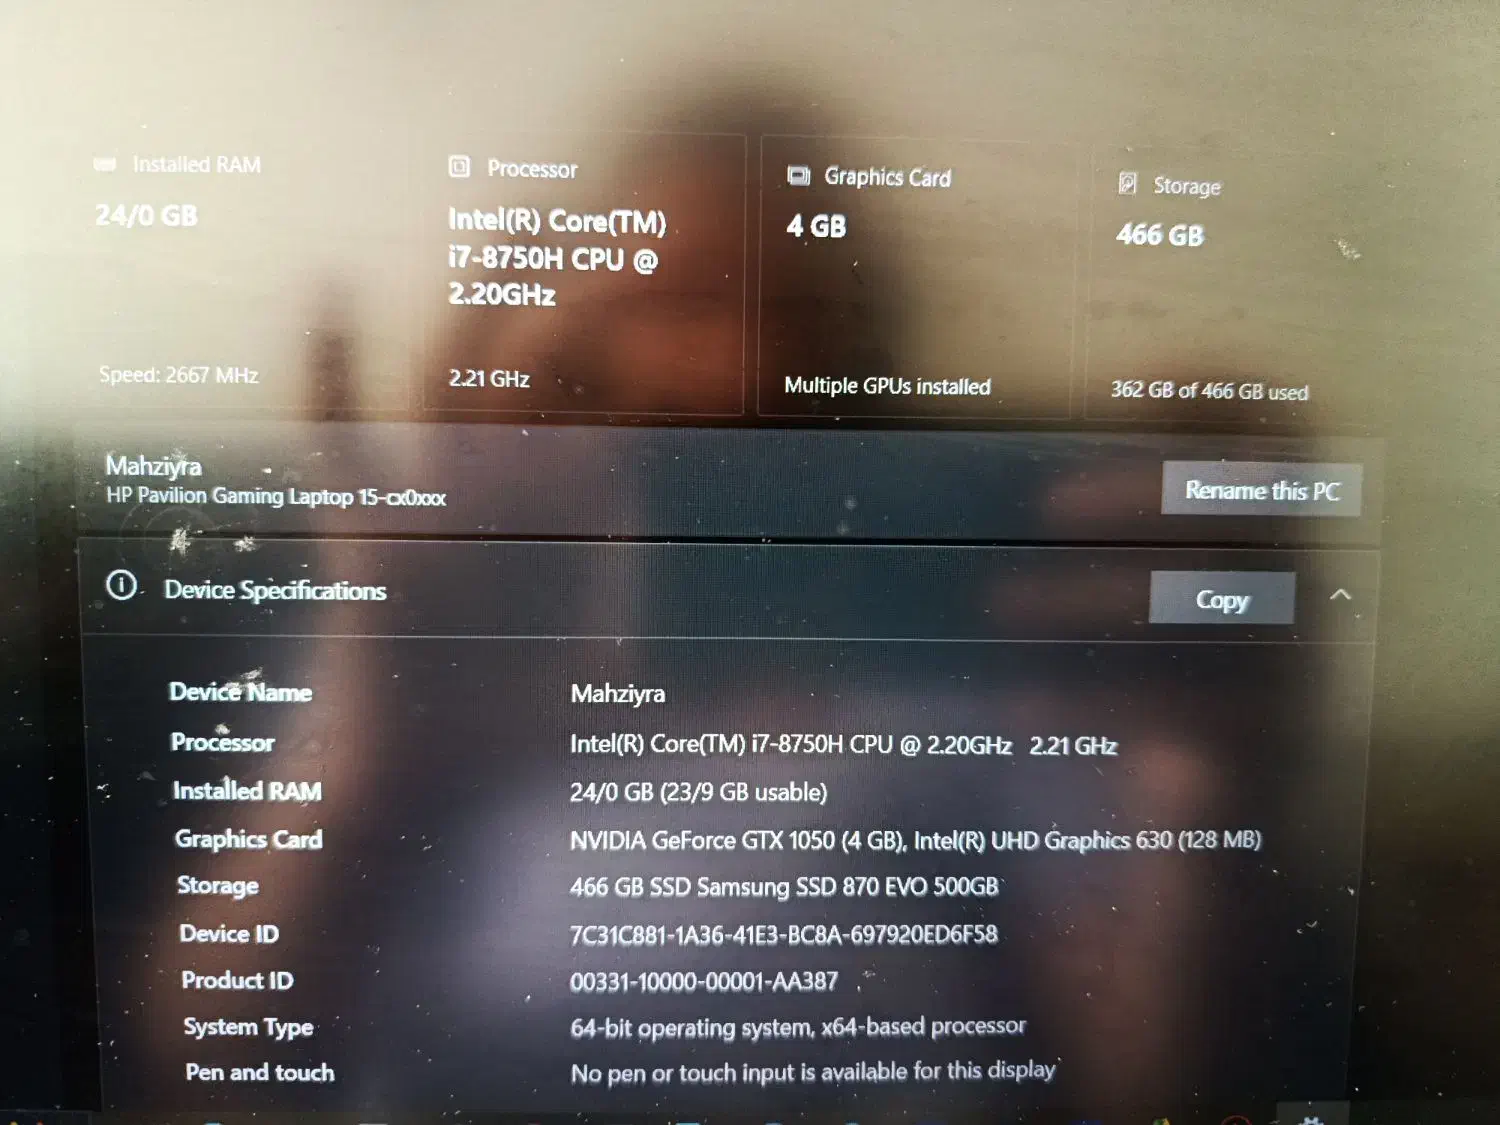 Installed RAM
24/0 GB
Speed: 2667 MHz
Processor
Intel(R) Core(TM)
i7-8750H CPU @
2.20GHz
2.21 GHz
Graphics Card
4 GB
Multiple GPUs installed
Storage
466 GB
362 GB of 466 GB used
Mahziyra
HP Pavilion Gaming Laptop 15-cx0xxx
Rename this PC
Device Specifications
Copy
Device Name Mahziyra
Processor Intel(R) Core(TM) i7-8750H CPU @ 2.20GHz 2.21 GHz
Installed RAM 24/0 GB (23/9 GB usable)
Graphics Card NVIDIA GeForce GTX 1050 (4 GB), Intel(R) UHD Graphics 630 (128 MB)
Storage 466 GB SSD Samsung SSD 870 EVO 500GB
Device ID 7C31C881-1A36-41E3-BC8A-697920ED6F58
Product ID 00331-10000-00001-AA387
System Type 64-bit operating system, x64-based processor
Pen and touch No pen or touch input is available for this display